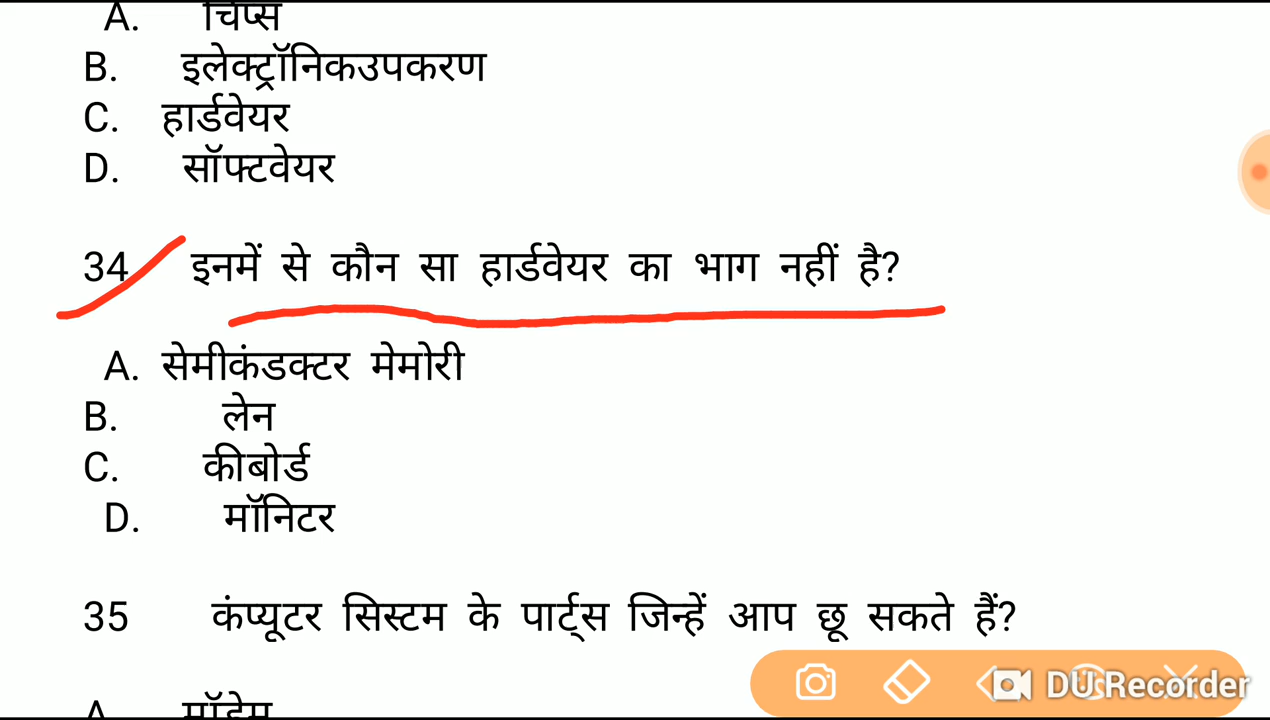 A. चिप्स
B. इलेक्ट्रॉनिकउपकरण
C. हार्डवेयर
D. सॉफ्टवेयर
34 इनमें से कौन सा हार्डवेयर का भाग नहीं है?
A. सेमीकंडक्टर मेमोरी
B. लेन
C. कीबोर्ड
D. मॉनिटर
35 कंप्यूटर सिस्टम के पार्ट्स जिन्हें आप छू सकते हैं?
A मॉडेम
DU Recorder